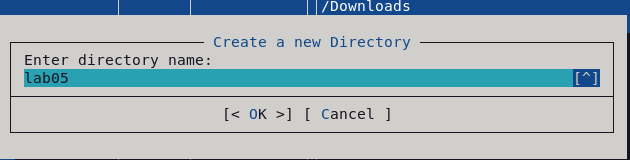 /Downloads
Create a new Directory
Enter directory name:
lab05 [^]
[< OK >] [ Cancel ]